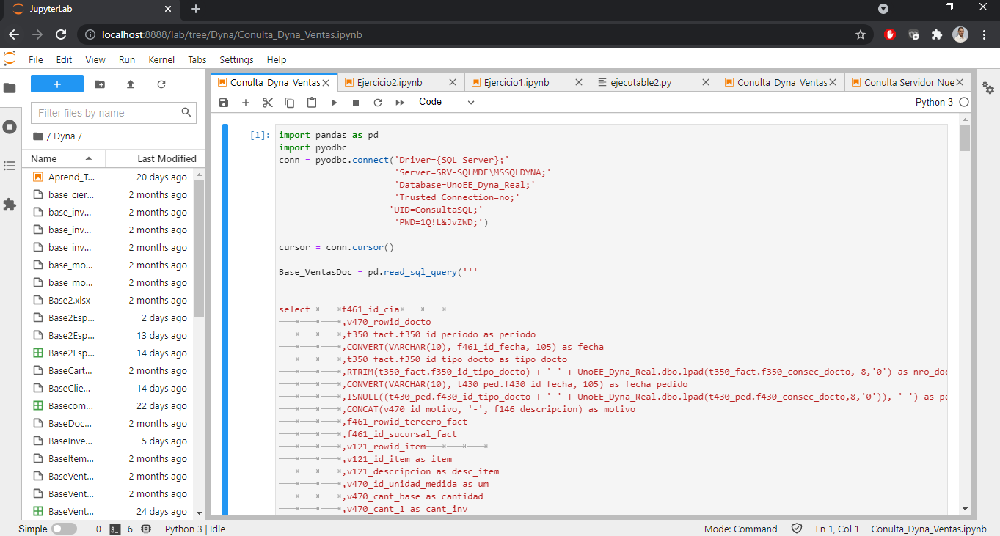 JupyterLab
localhost:8888/lab/tree/Dyna/Conulta_Dyna_Ventas.ipynb
File Edit View Run Kernel Tabs Settings Help
Filter files by name
/ Dyna /
Name Last Modified
Aprend_T... 20 days ago
base_cier... 2 months ago
base_inv... 2 months ago
base_inv... 2 months ago
base_inv... 2 months ago
base_mo... 2 months ago
base_mo... 2 months ago
Base2.xlsx 2 months ago
Base2Esp... 2 days ago
Base2Esp... 13 days ago
Base2Esp... 14 days ago
BaseCart... 2 months ago
BaseClie... 14 days ago
Basecom... 22 days ago
BaseDoc... 2 months ago
BaseInve... 5 days ago
BaseItem... 2 months ago
BaseVent... 2 months ago
BaseVent... 2 months ago
BaseVent... 24 days ago
Conulta_Dyna_Ventas Ejercicio2.ipynb Ejercicio1.ipynb ejecutable2.py Conulta_Dyna_Ventas Conulta Servidor Nue
Code Python 3
[1]: import pandas as pd
import pyodbc
conn = pyodbc.connect('Driver={SQL Server};'
'Server=SRV-SQLMDE\MSSQLDYNA;'
'Database=UnoEE_Dyna_Real;'
'Trusted_Connection=no;'
'UID=ConsultaSQL;'
'PWD=1Q!L&JvZWD;')
cursor = conn.cursor()
Base_VentasDoc = pd.read_sql_query('''
select f461_id_cia
,v470_rowid_docto
,t350_fact.f350_id_periodo as periodo
,CONVERT(VARCHAR(10), f461_id_fecha, 105) as fecha
,t350_fact.f350_id_tipo_docto as tipo_docto
,RTRIM(t350_fact.f350_id_tipo_docto) + '-' + UnoEE_Dyna_Real.dbo.lpad(t350_fact.f350_consec_docto, 8,'0') as nro_doc
,CONVERT(VARCHAR(10), t430_ped.f430_id_fecha, 105) as fecha_pedido
,ISNULL((t430_ped.f430_id_tipo_docto + '-' + UnoEE_Dyna_Real.dbo.lpad(t430_ped.f430_consec_docto,8,'0')), ' ') as pe
,CONCAT(v470_id_motivo, '-', f146_descripcion) as motivo
,f461_rowid_tercero_fact
,f461_id_sucursal_fact
,v121_rowid_item
,v121_id_item as item
,v121_descripcion as desc_item
,v470_id_unidad_medida as um
,v470_cant_base as cantidad
,v470_cant_1 as cant_inv
Simple 0 6 Python 3 | Idle Mode: Command Ln 1, Col 1 Conulta_Dyna_Ventas.ipynb